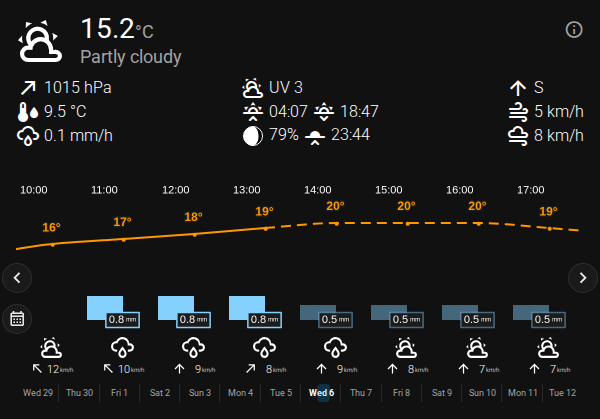 15.2°C
Partly cloudy
1015 hPa UV 3 S
9.5 °C 04:07 18:47 5 km/h
0.1 mm/h 79% 23:44 8 km/h
10:00 11:00 12:00 13:00 14:00 15:00 16:00 17:00
16° 17° 18° 19° 20° 20° 20° 19°
0.8 mm 0.8 mm 0.8 mm 0.5 mm 0.5 mm 0.5 mm 0.5 mm
12 km/h 10 km/h 9 km/h 8 km/h 9 km/h 8 km/h 7 km/h 7 km/h
Wed 29 Thu 30 Fri 1 Sat 2 Sun 3 Mon 4 Tue 5 Wed 6 Thu 7 Fri 8 Sat 9 Sun 10 Mon 11 Tue 12